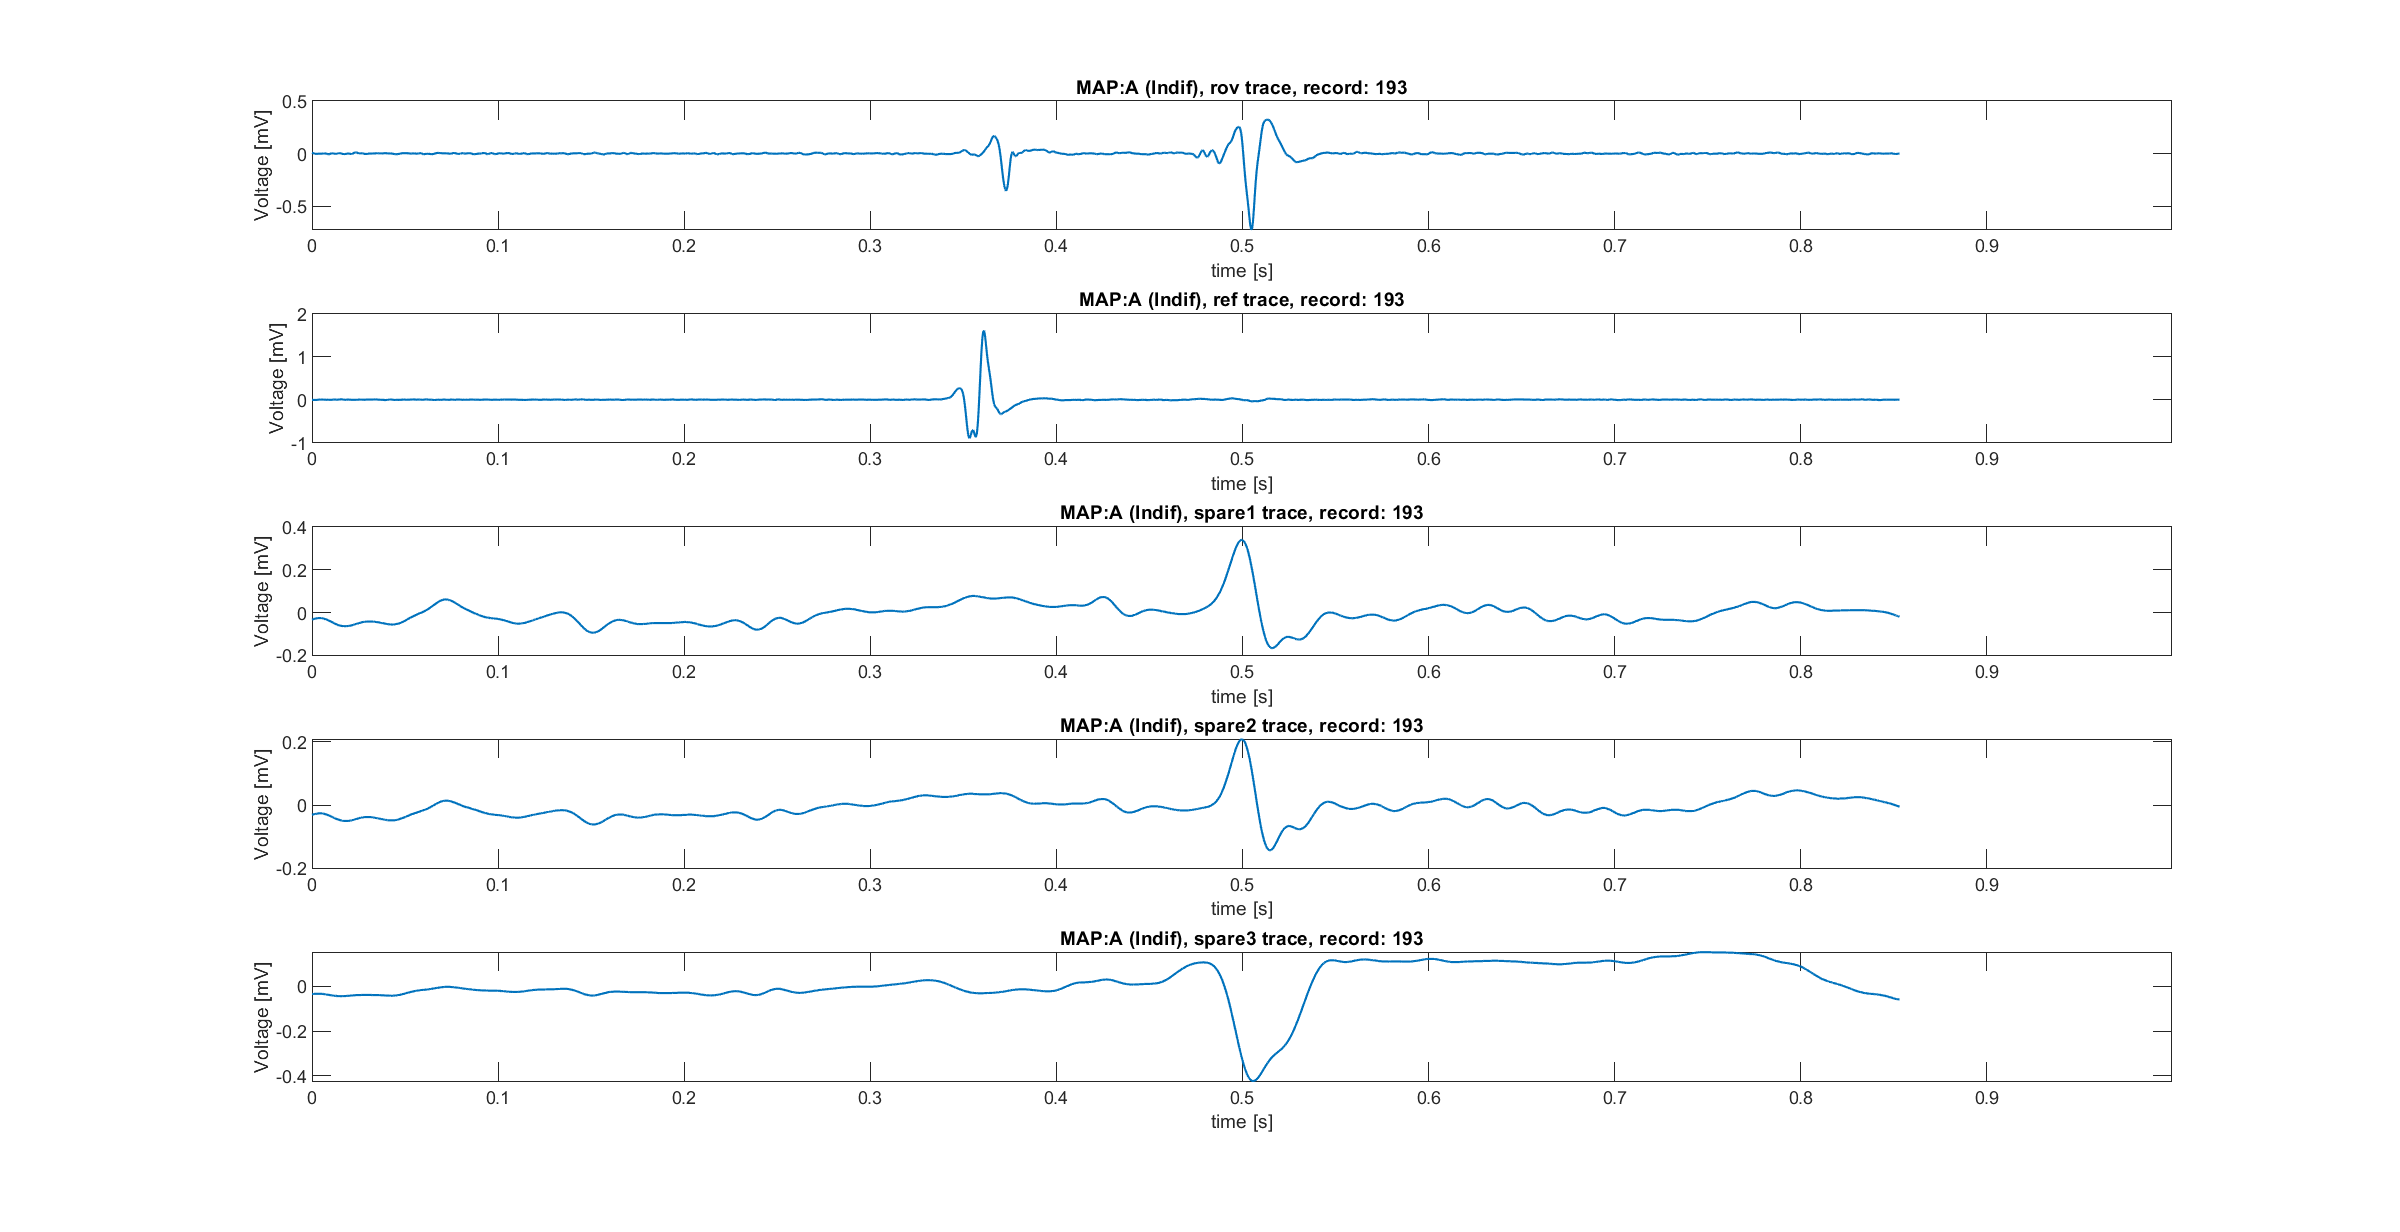 MAP:A (Indif), rov trace, record: 193
Voltage [mV]
0.5
0
-0.5
0 0.1 0.2 0.3 0.4 0.5 0.6 0.7 0.8 0.9
time [s]
MAP:A (Indif), ref trace, record: 193
Voltage [mV]
2
1
0
-1
0 0.1 0.2 0.3 0.4 0.5 0.6 0.7 0.8 0.9
time [s]
MAP:A (Indif), spare1 trace, record: 193
Voltage [mV]
0.4
0.2
0
-0.2
0 0.1 0.2 0.3 0.4 0.5 0.6 0.7 0.8 0.9
time [s]
MAP:A (Indif), spare2 trace, record: 193
Voltage [mV]
0.2
0
-0.2
0 0.1 0.2 0.3 0.4 0.5 0.6 0.7 0.8 0.9
time [s]
MAP:A (Indif), spare3 trace, record: 193
Voltage [mV]
0
-0.2
-0.4
0 0.1 0.2 0.3 0.4 0.5 0.6 0.7 0.8 0.9
time [s]